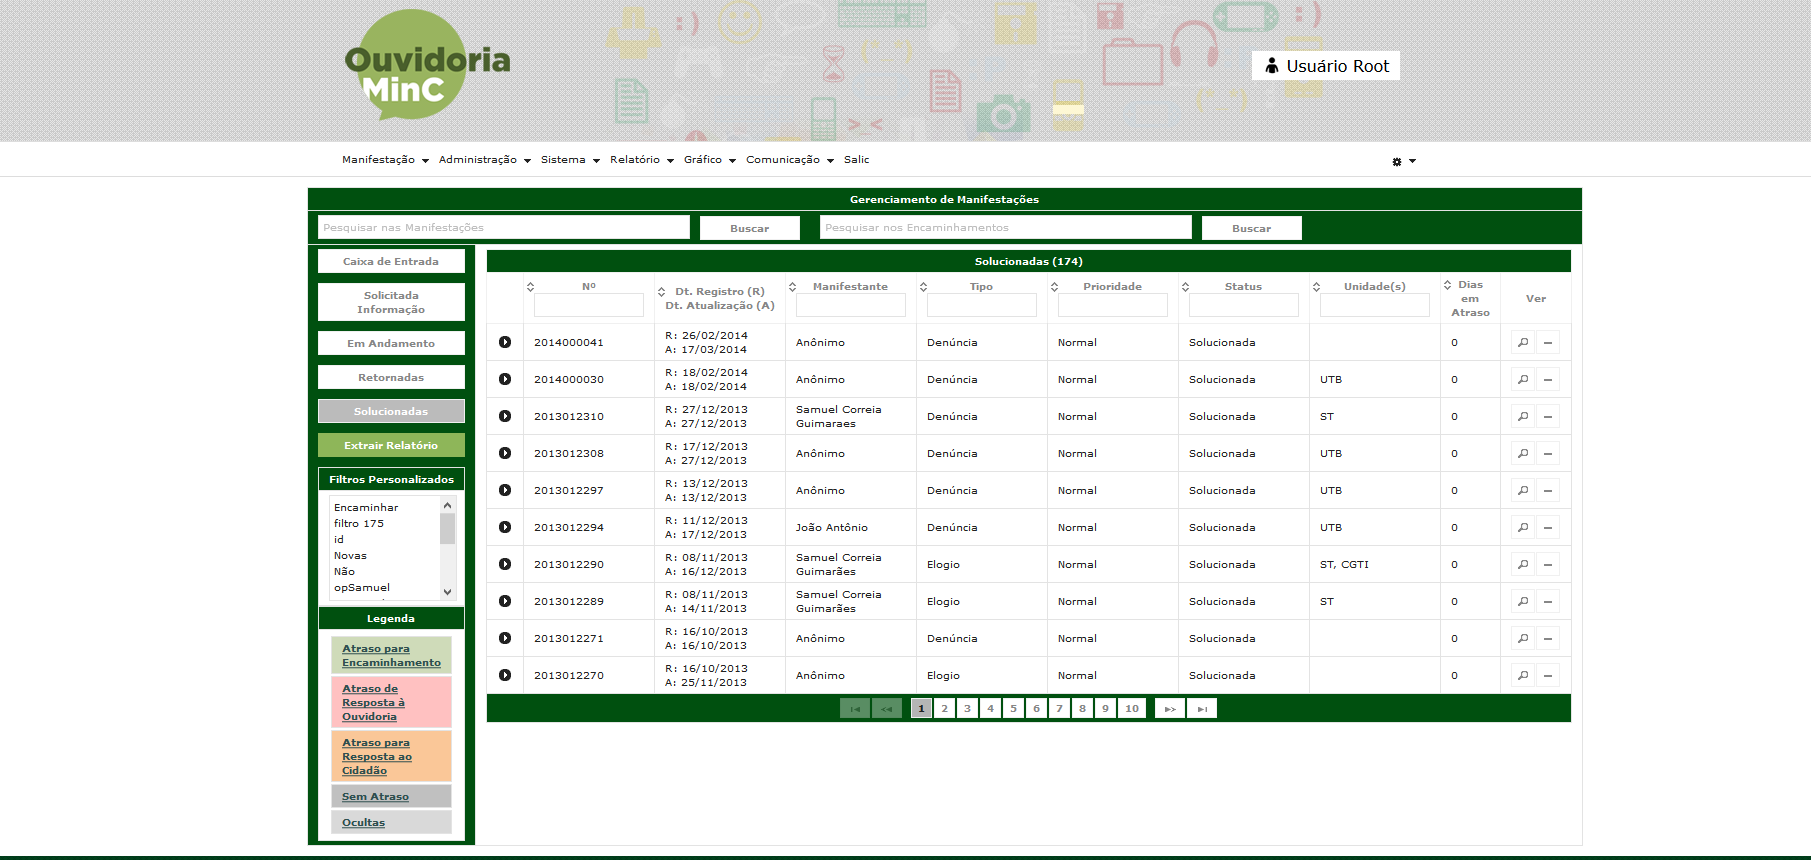 Ouvidoria
MinC
Usuário Root
Manifestação Administração Sistema Relatório Gráfico Comunicação Salic
Gerenciamento de Manifestações
Pesquisar nas Manifestações Buscar Pesquisar nos Encaminhamentos Buscar
Caixa de Entrada
Solicitada
Informação
Em Andamento
Retornadas
Solucionadas
Extrair Relatório
Filtros Personalizados
Encaminhar
filtro 175
id
Novas
Não
opSamuel
Legenda
Atraso para
Encaminhamento
Atraso de
Resposta à
Ouvidoria
Atraso para
Resposta ao
Cidadão
Sem Atraso
Ocultas
Solucionadas (174)
Nº
Dt. Registro (R)
Dt. Atualização (A)
Manifestante
Tipo
Prioridade
Status
Unidade(s)
Dias
em
Atraso
Ver
2014000041
R: 26/02/2014
A: 17/03/2014
Anônimo
Denúncia
Normal
Solucionada
0
2014000030
R: 18/02/2014
A: 18/02/2014
Anônimo
Denúncia
Normal
Solucionada
UTB
0
2013012310
R: 27/12/2013
A: 27/12/2013
Samuel Correia
Guimaraes
Denúncia
Normal
Solucionada
ST
0
2013012308
R: 17/12/2013
A: 27/12/2013
Anônimo
Denúncia
Normal
Solucionada
UTB
0
2013012297
R: 13/12/2013
A: 13/12/2013
Anônimo
Denúncia
Normal
Solucionada
UTB
0
2013012294
R: 11/12/2013
A: 17/12/2013
João Antônio
Denúncia
Normal
Solucionada
UTB
0
2013012290
R: 08/11/2013
A: 16/12/2013
Samuel Correia
Guimarães
Elogio
Normal
Solucionada
ST, CGTI
0
2013012289
R: 08/11/2013
A: 14/11/2013
Samuel Correia
Guimarães
Elogio
Normal
Solucionada
ST
0
2013012271
R: 16/10/2013
A: 16/10/2013
Anônimo
Denúncia
Normal
Solucionada
0
2013012270
R: 16/10/2013
A: 25/11/2013
Anônimo
Elogio
Normal
Solucionada
0
1 2 3 4 5 6 7 8 9 10